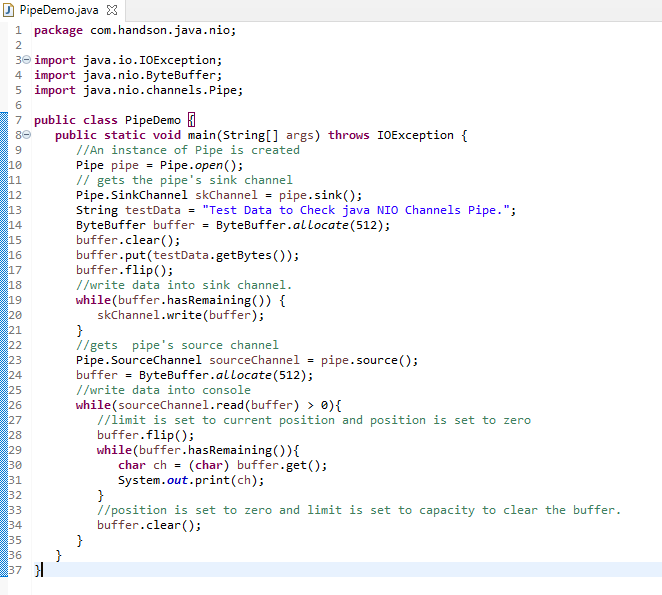 PipeDemo.java
1 package com.handson.java.nio;
2
3 import java.io.IOException;
4 import java.nio.ByteBuffer;
5 import java.nio.channels.Pipe;
6
7 public class PipeDemo {
8 public static void main(String[] args) throws IOException {
9 //An instance of Pipe is created
10 Pipe pipe = Pipe.open();
11 // gets the pipe's sink channel
12 Pipe.SinkChannel skChannel = pipe.sink();
13 String testData = "Test Data to Check java NIO Channels Pipe.";
14 ByteBuffer buffer = ByteBuffer.allocate(512);
15 buffer.clear();
16 buffer.put(testData.getBytes());
17 buffer.flip();
18 //write data into sink channel.
19 while(buffer.hasRemaining()) {
20 skChannel.write(buffer);
21 }
22 //gets  pipe's source channel
23 Pipe.SourceChannel sourceChannel = pipe.source();
24 buffer = ByteBuffer.allocate(512);
25 //write data into console
26 while(sourceChannel.read(buffer) > 0){
27 //limit is set to current position and position is set to zero
28 buffer.flip();
29 while(buffer.hasRemaining()){
30 char ch = (char) buffer.get();
31 System.out.print(ch);
32 }
33 //position is set to zero and limit is set to capacity to clear the buffer.
34 buffer.clear();
35 }
36 }
37 }